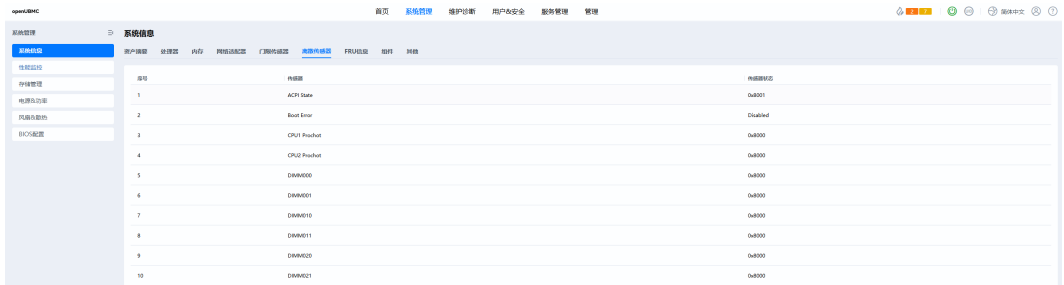 openUBMC 首页 系统管理 维护诊断 用户&安全 服务管理 管理 2 7 简体中文
系统管理 系统信息
系统信息 资产摘要 处理器 内存 网络适配器 门限传感器 离散传感器 FRU信息 组件 其他
性能监控
存储管理 序号 传感器 传感器状态
电源&功率 1 ACPI State 0x8001
风扇&散热 2 Boot Error Disabled
BIOS配置 3 CPU1 Prochot 0x8000
4 CPU2 Prochot 0x8000
5 DIMM000 0x8000
6 DIMM001 0x8000
7 DIMM010 0x8000
8 DIMM011 0x8000
9 DIMM020 0x8000
10 DIMM021 0x8000